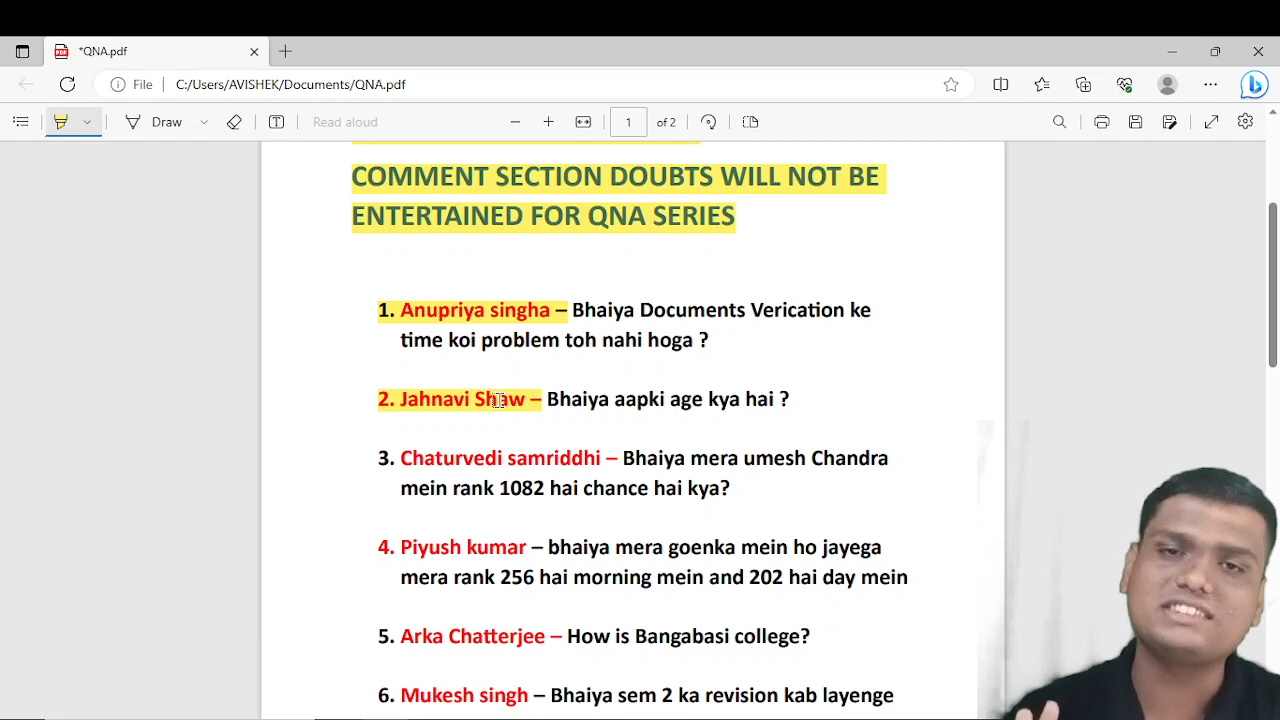 *QNA.pdf
File C:/Users/AVISHEK/Documents/QNA.pdf
Draw Read aloud 1 of 2
COMMENT SECTION DOUBTS WILL NOT BE
ENTERTAINED FOR QNA SERIES
1. Anupriya singha – Bhaiya Documents Verication ke
time koi problem toh nahi hoga ?
2. Jahnavi Shaw – Bhaiya aapki age kya hai ?
3. Chaturvedi samriddhi – Bhaiya mera umesh Chandra
mein rank 1082 hai chance hai kya?
4. Piyush kumar – bhaiya mera goenka mein ho jayega
mera rank 256 hai morning mein and 202 hai day mein
5. Arka Chatterjee – How is Bangabasi college?
6. Mukesh singh – Bhaiya sem 2 ka revision kab layenge